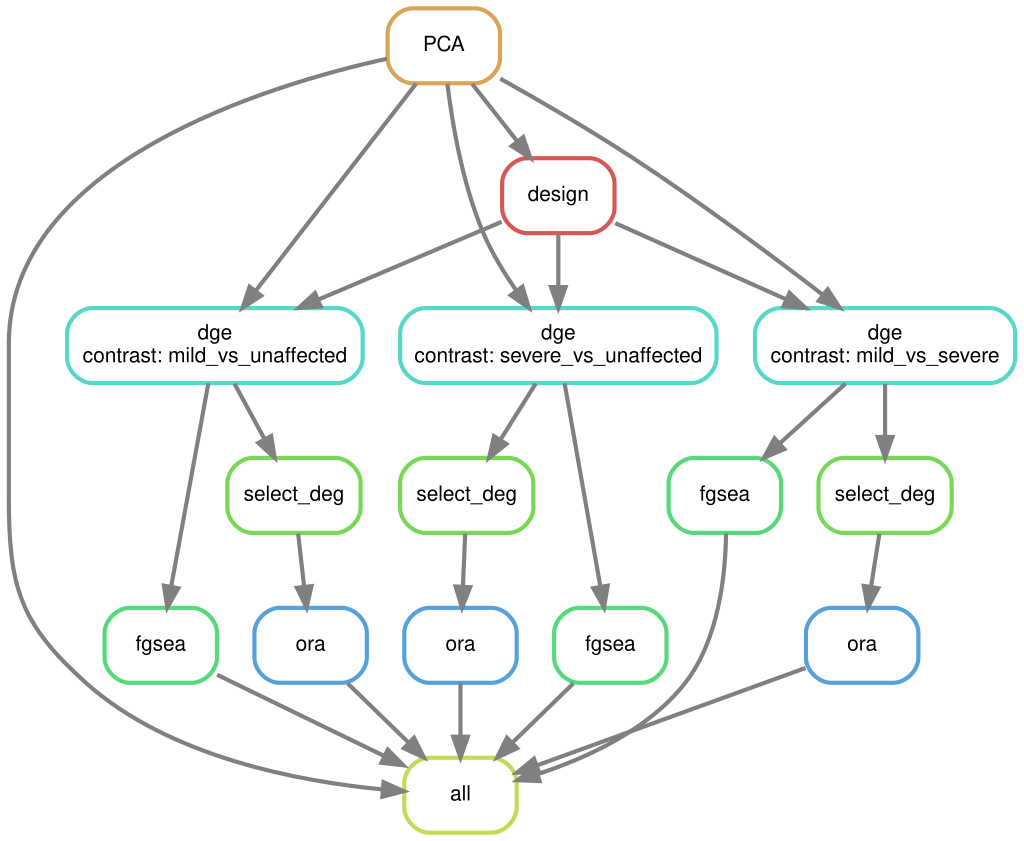 PCA
design
dge
contrast: mild_vs_unaffected
dge
contrast: severe_vs_unaffected
dge
contrast: mild_vs_severe
select_deg
select_deg
fgsea
select_deg
fgsea
ora
ora
fgsea
ora
all